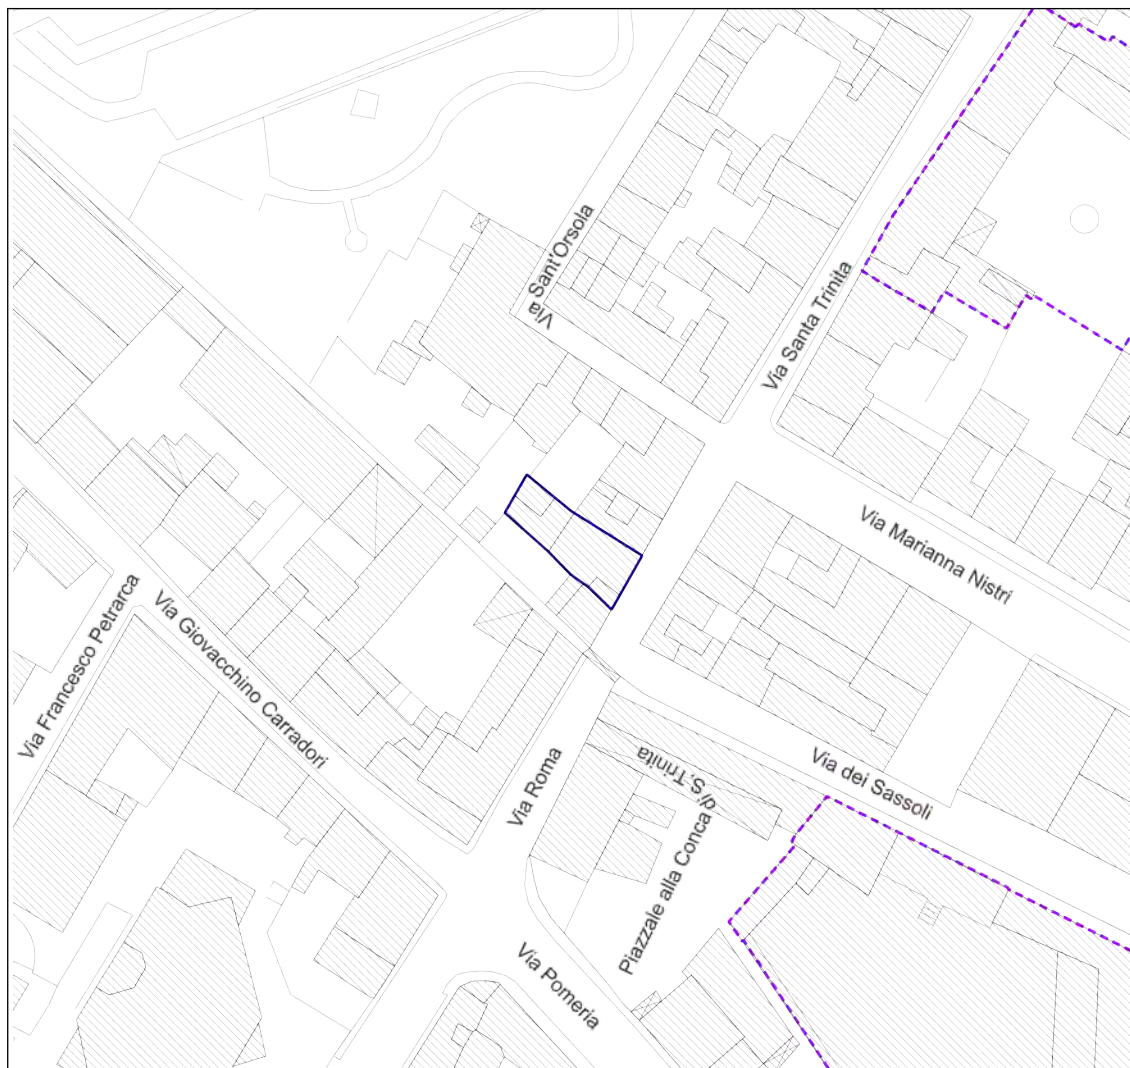 Via Sant'Orsola
Via Santa Trinita
Via Marianna Nistri
Via Francesco Petrarca
Via Giovacchino Carradori
Via Roma
Via dei Sassoli
Piazzale alla Conca
d/S.Trinita
Via Pomeria